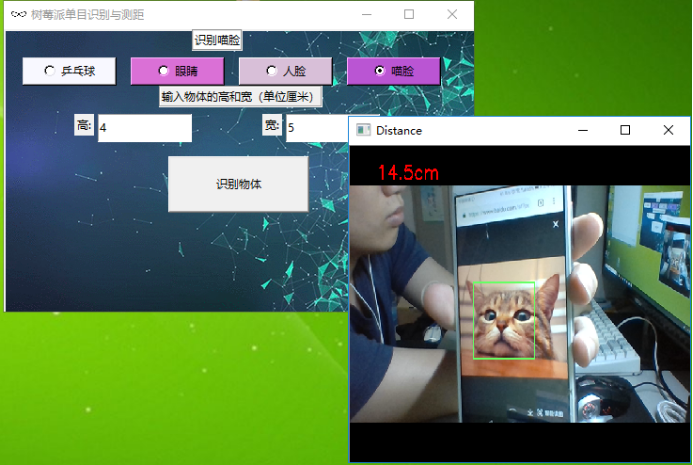 树莓派单目识别与测距
识别喵脸
乒乓球
眼睛
人脸
喵脸
输入物体的高和宽（单位厘米）
高:
4
宽:
5
识别物体
Distance
14.5cm